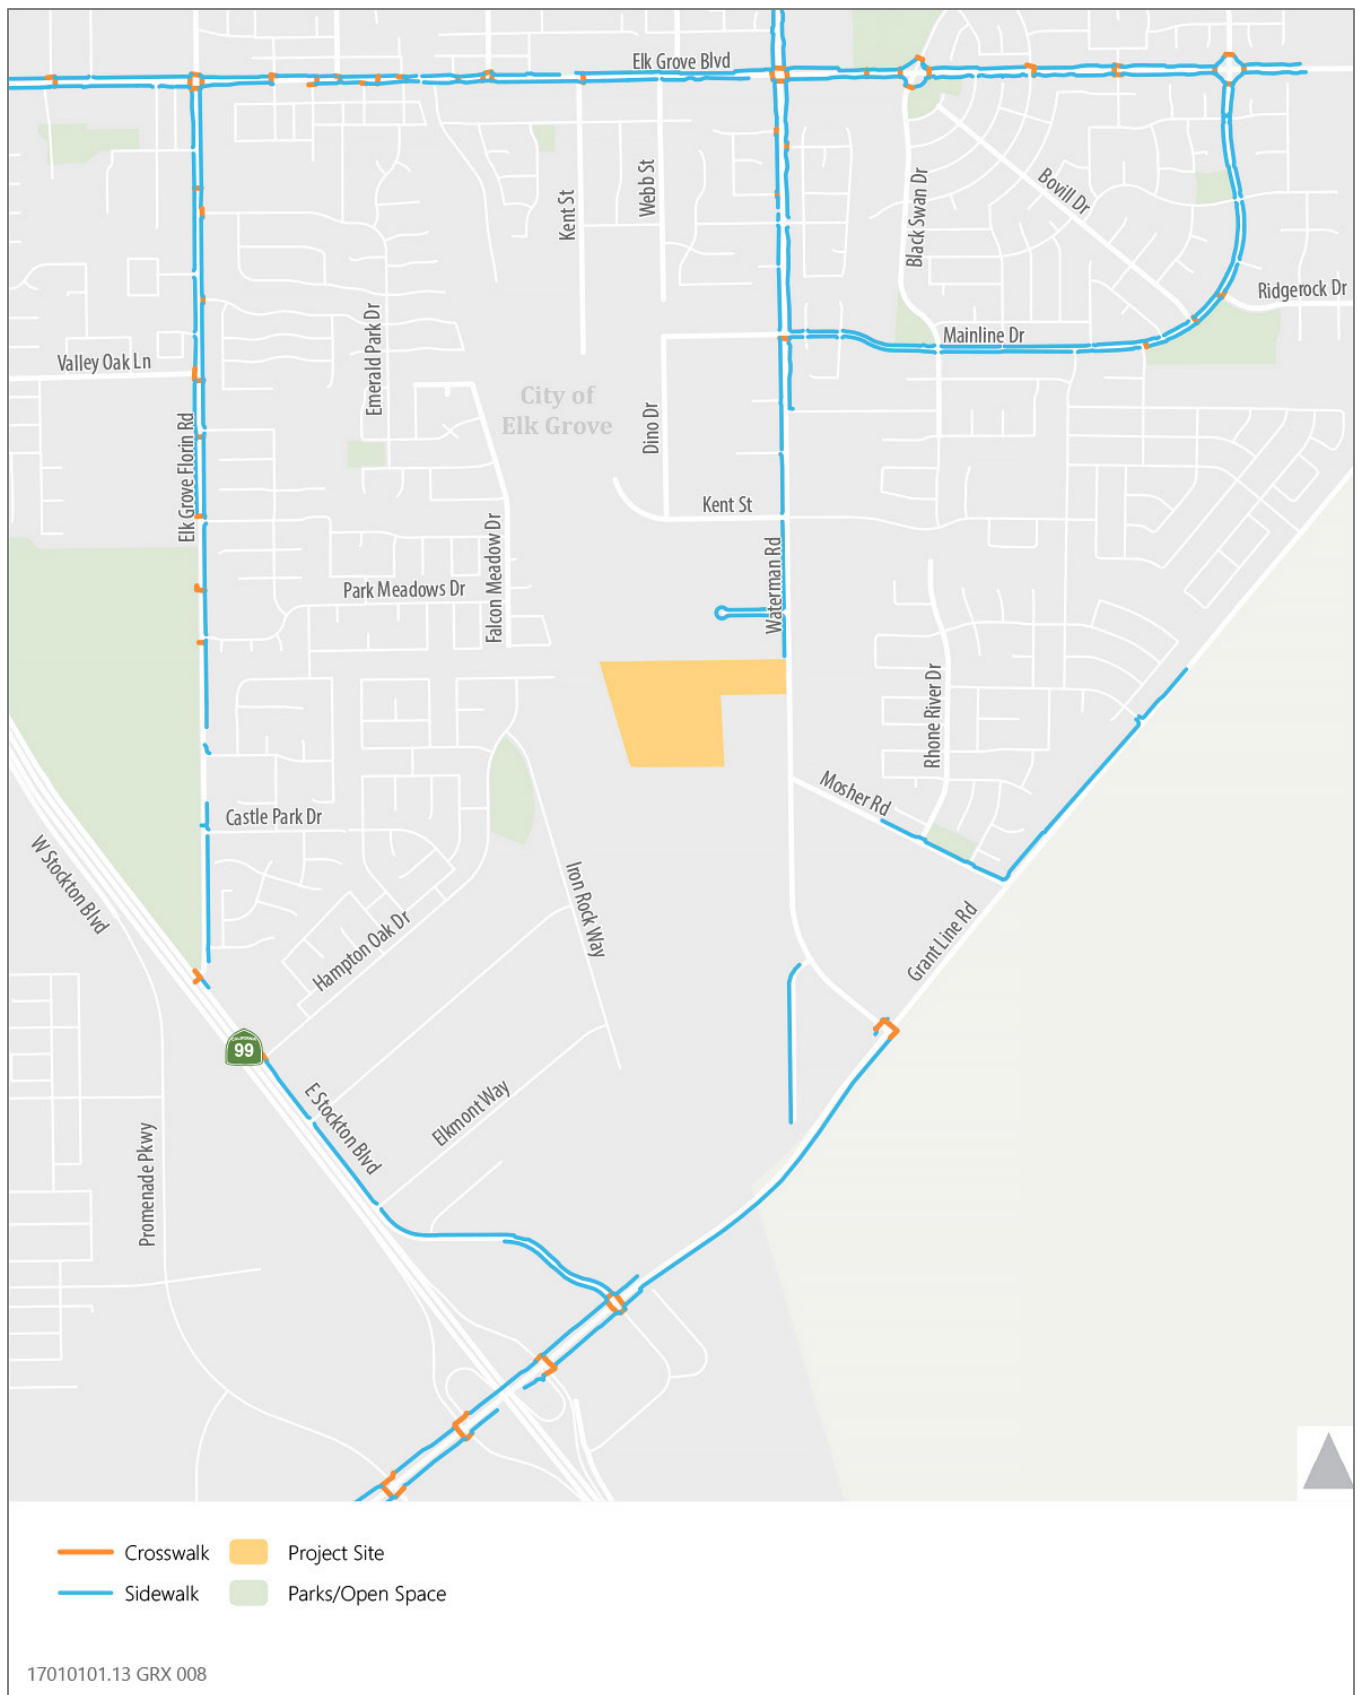 Elk Grove Blvd
Kent St
Webb St
Black Swan Dr
Bovill Dr
Ridgerock Dr
Mainline Dr
Valley Oak Ln
Emerald Park Dr
City of
Elk Grove
Dino Dr
Elk Grove Florin Rd
Kent St
Falcon Meadow Dr
Waterman Rd
Park Meadows Dr
Rhone River Dr
Mosher Rd
Castle Park Dr
W Stockton Blvd
Iron Rock Way
Hampton Oak Dr
Grant Line Rd
CALIFORNIA
99
E Stockton Blvd
Elkmont Way
Promenade Pkwy
Crosswalk
Project Site
Sidewalk
Parks/Open Space
17010101.13 GRX 008